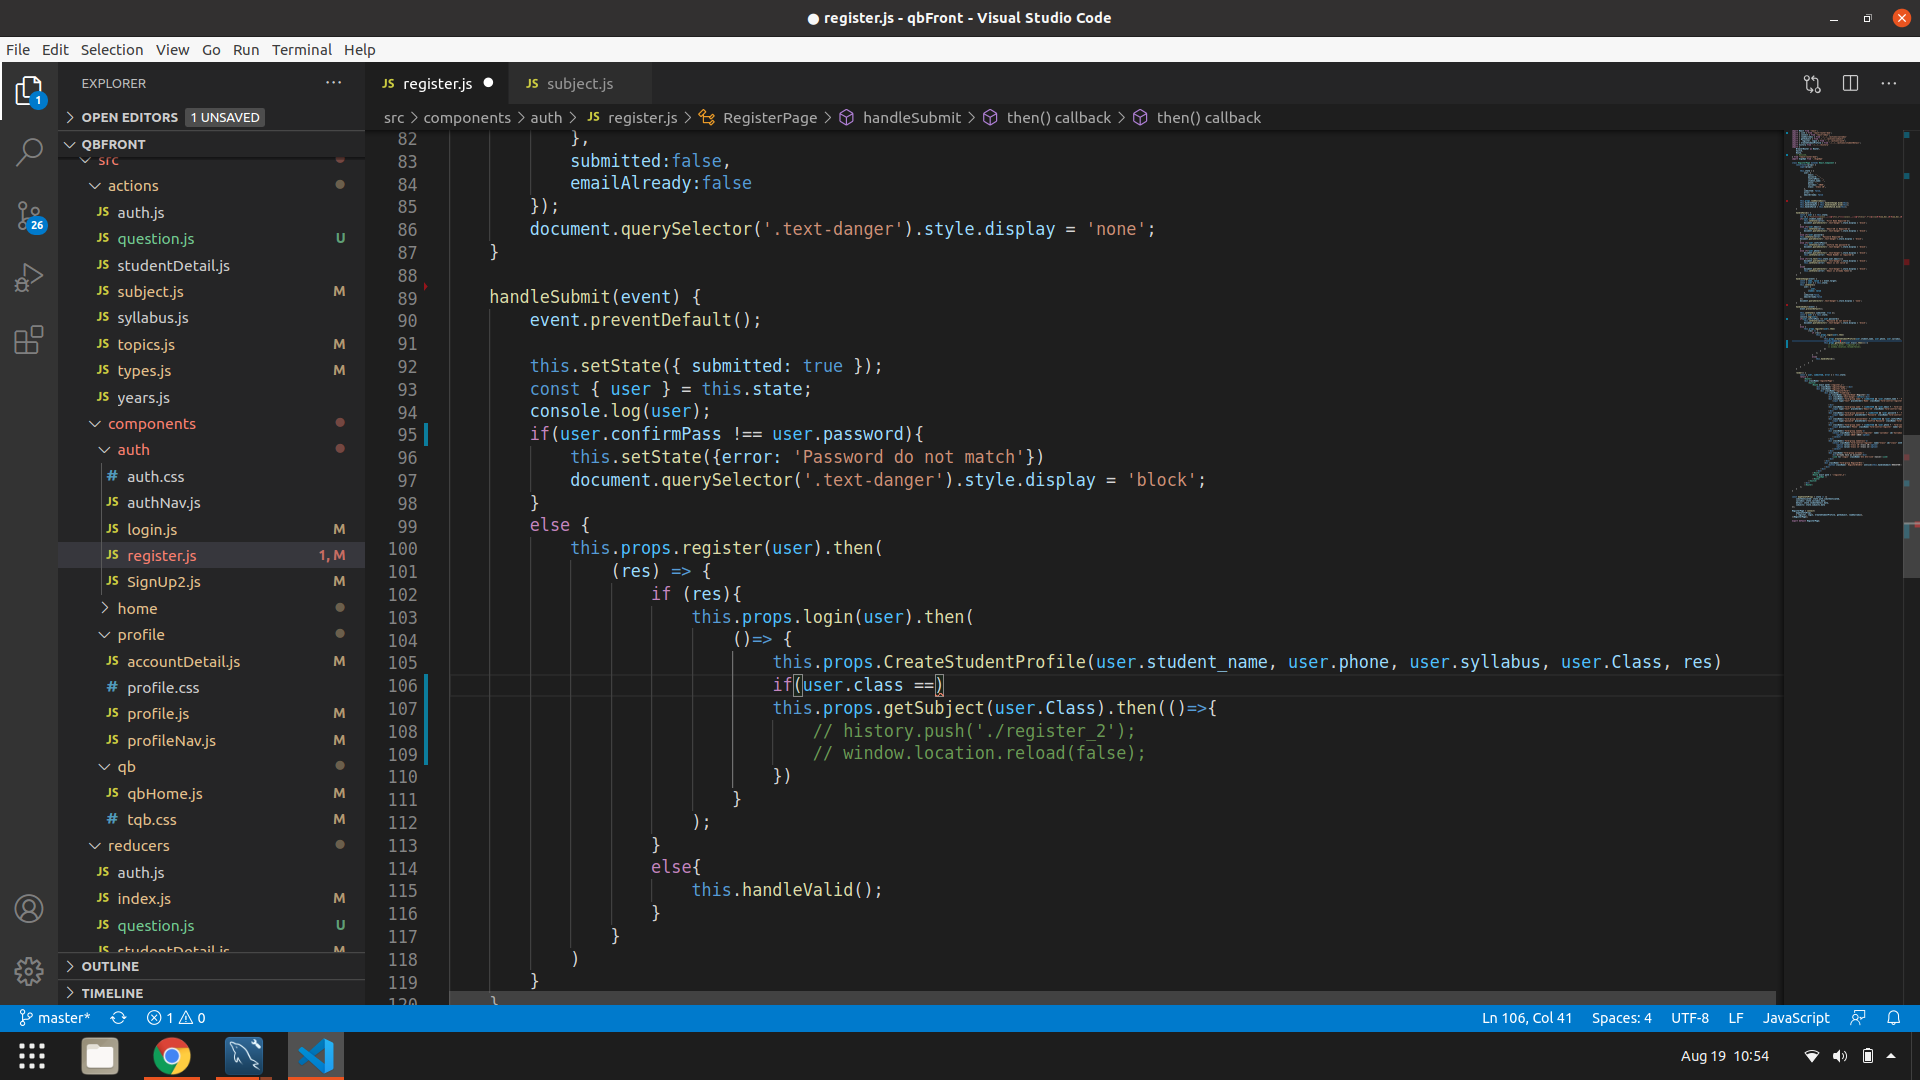 ● register.js - qbFront - Visual Studio Code
File Edit Selection View Go Run Terminal Help
EXPLORER
OPEN EDITORS 1 UNSAVED
QBFRONT
src
actions
JS auth.js
JS question.js U
JS studentDetail.js
JS subject.js M
JS syllabus.js
JS topics.js M
JS types.js M
JS years.js
components
auth
# auth.css
JS authNav.js
JS login.js M
JS register.js 1, M
JS SignUp2.js M
home
profile
JS accountDetail.js M
# profile.css
JS profile.js M
JS profileNav.js M
qb
JS qbHome.js M
# tqb.css M
reducers
JS auth.js
JS index.js M
JS question.js U
JS studentDetail.js M
OUTLINE
TIMELINE
1
26
JS register.js ●
JS subject.js
src > components > auth > JS register.js > RegisterPage > handleSubmit > then() callback > then() callback
82 },
83 submitted:false,
84 emailAlready:false
85 });
86 document.querySelector('.text-danger').style.display = 'none';
87 }
88
89 handleSubmit(event) {
90 event.preventDefault();
91
92 this.setState({ submitted: true });
93 const { user } = this.state;
94 console.log(user);
95 if(user.confirmPass !== user.password){
96 this.setState({error: 'Password do not match'})
97 document.querySelector('.text-danger').style.display = 'block';
98 }
99 else {
100 this.props.register(user).then(
101 (res) => {
102 if (res){
103 this.props.login(user).then(
104 ()=> {
105 this.props.CreateStudentProfile(user.student_name, user.phone, user.syllabus, user.Class, res)
106 if(user.class ==)
107 this.props.getSubject(user.Class).then(()=>{
108 // history.push('./register_2');
109 // window.location.reload(false);
110 })
111 }
112 );
113 }
114 else{
115 this.handleValid();
116 }
117 }
118 )
119 }
120 }
master* 1 0
Ln 106, Col 41 Spaces: 4 UTF-8 LF JavaScript
Aug 19 10:54